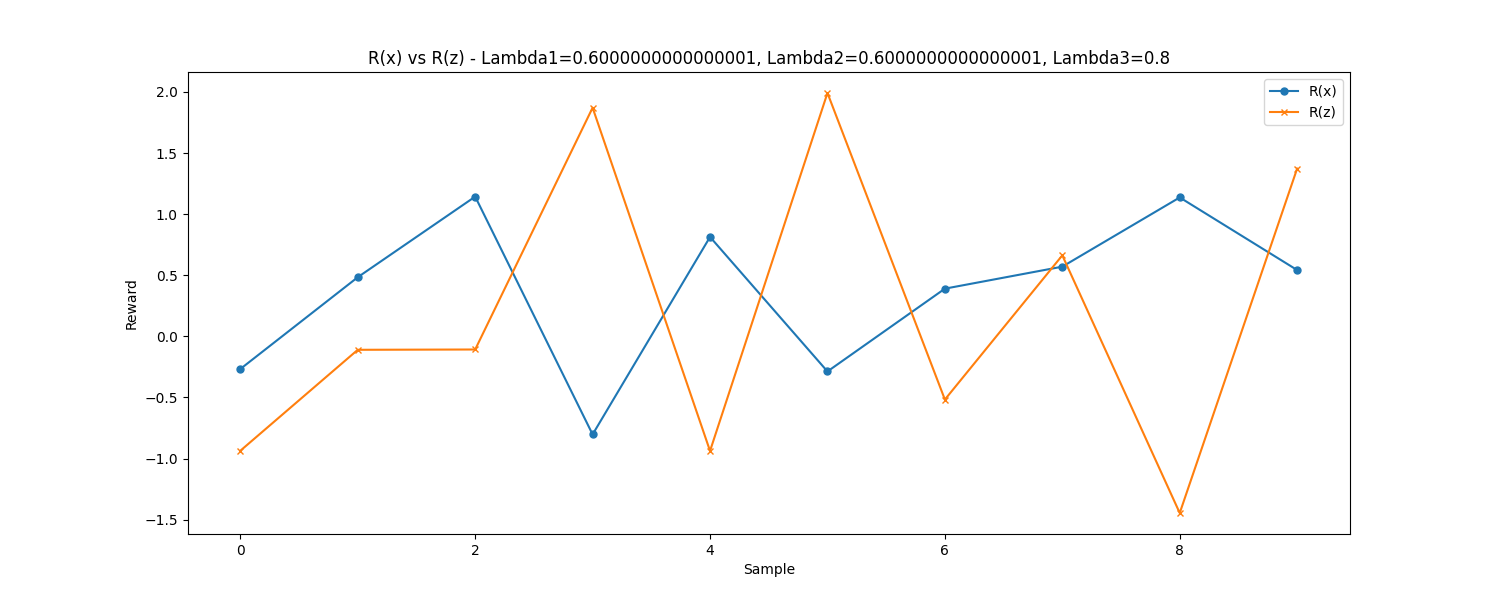 R(x) vs R(z) - Lambda1=0.6000000000000001, Lambda2=0.6000000000000001, Lambda3=0.8
R(x)
R(z)
2.0
1.5
1.0
0.5
0.0
−0.5
−1.0
−1.5
Reward
0 2 4 6 8
Sample